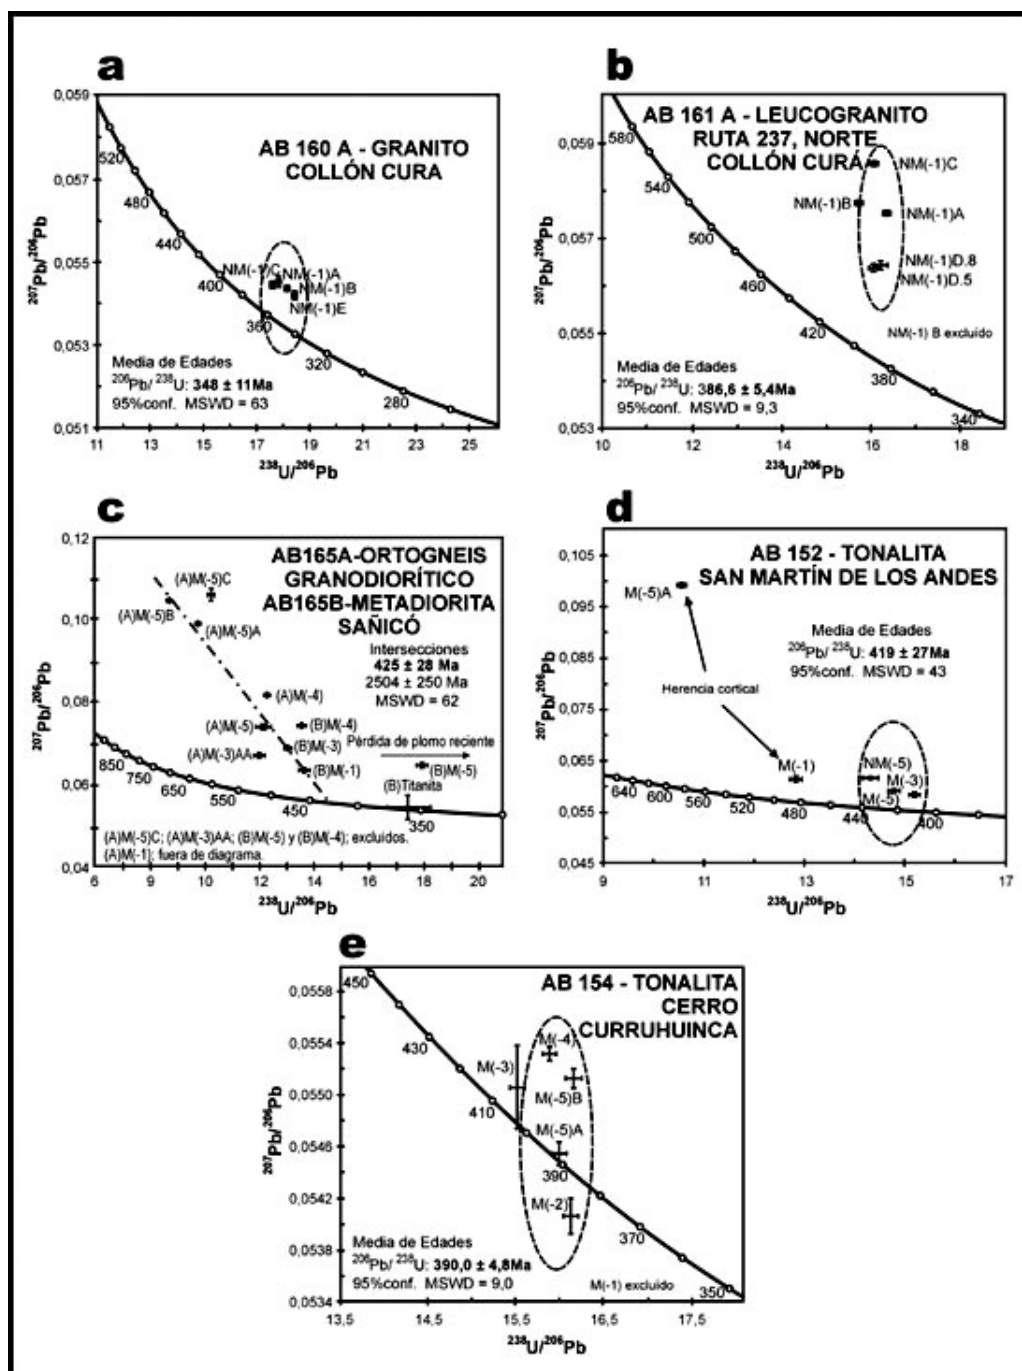 a
AB 160 A - GRANITO
COLLÓN CURA
0,059
0,057
0,055
0,053
0,051
207Pb/206Pb
520
480
440
400
360
320
280
NM(-1)C
NM(-1)A
NM(-1)B
NM(-1)E
Media de Edades
206Pb/ 238U: 348 ± 11Ma
95%conf. MSWD = 63
11 13 15 17 19 21 23 25
238U/206Pb
b
AB 161 A - LEUCOGRANITO
RUTA 237, NORTE
COLLÓN CURÁ
0,059
0,057
0,055
0,053
207Pb/206Pb
580
540
500
460
420
380
340
NM(-1)C
NM(-1)B
NM(-1)A
NM(-1)D.8
NM(-1)D.5
NM(-1) B excluído
Media de Edades
206Pb/ 238U: 386,6 ± 5,4Ma
95%conf. MSWD = 9,3
10 12 14 16 18
238U/206Pb
c
AB165A-ORTOGNEIS
GRANODIORÍTICO
AB165B-METADIORITA
SAÑICÓ
Intersecciones
425 ± 28 Ma
2504 ± 250 Ma
MSWD = 62
0,12
0,10
0,08
0,06
0,04
207Pb/206Pb
(A)M(-5)C
(A)M(-5)B
(A)M(-5)A
(A)M(-4)
(A)M(-5)
(B)M(-4)
(A)M(-3)AA
(B)M(-3)
Pérdida de plomo reciente
(B)M(-1)
(B)M(-5)
(B)Titanita
850
750
650
550
450
350
(A)M(-5)C; (A)M(-3)AA; (B)M(-5) y (B)M(-4); excluídos.
(A)M(-1); fuera de diagrama.
6 8 10 12 14 16 18 20
238U/206Pb
d
AB 152 - TONALITA
SAN MARTÍN DE LOS ANDES
0,105
0,095
0,085
0,075
0,065
0,055
0,045
207Pb/206Pb
M(-5)A
Media de Edades
206Pb/ 238U: 419 ± 27Ma
95%conf. MSWD = 43
Herencia cortical
M(-1)
NM(-5)
M(-3)
M(-5)
640
600
560
520
480
440
400
9 11 13 15 17
238U/206Pb
e
AB 154 - TONALITA
CERRO
CURRUHUINCA
0,0558
0,0554
0,0550
0,0546
0,0542
0,0538
0,0534
207Pb/206Pb
450
430
410
390
370
350
M(-4)
M(-3)
M(-5)B
M(-5)A
M(-2)
Media de Edades
206Pb/ 238U: 390,0 ± 4,8Ma
95%conf. MSWD = 9,0
M(-1) excluído
13,5 14,5 15,5 16,5 17,5
238U/206Pb